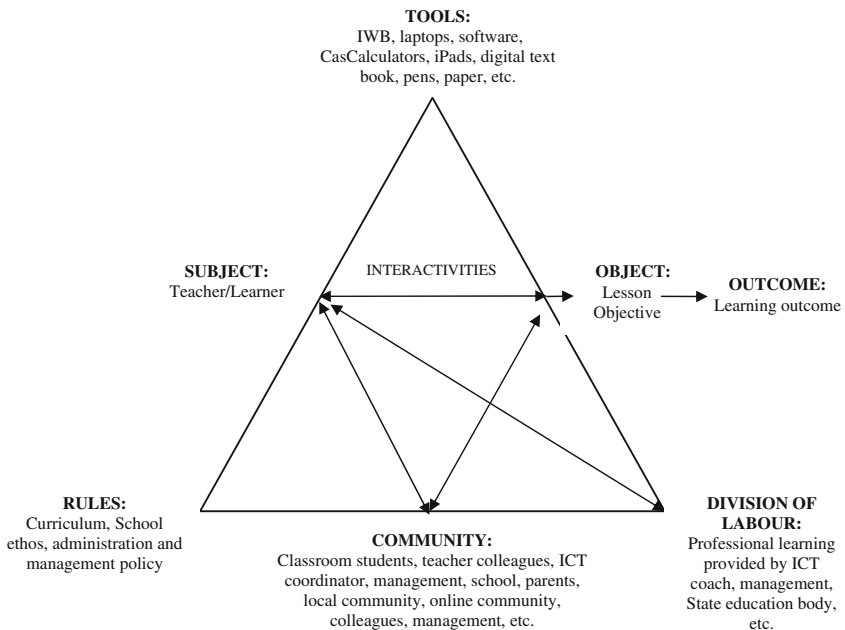 TOOLS:
IWB, laptops, software,
CasCalculators, iPads, digital text
book, pens, paper, etc.
SUBJECT:
Teacher/Learner
INTERACTIVITIES
OBJECT:
Lesson
Objective
OUTCOME:
Learning outcome
RULES:
Curriculum, School
ethos, administration and
management policy
COMMUNITY:
Classroom students, teacher colleagues, ICT
coordinator, management, school, parents,
local community, online community,
colleagues, management, etc.
DIVISION OF
LABOUR:
Professional learning
provided by ICT
coach, management,
State education body,
etc.